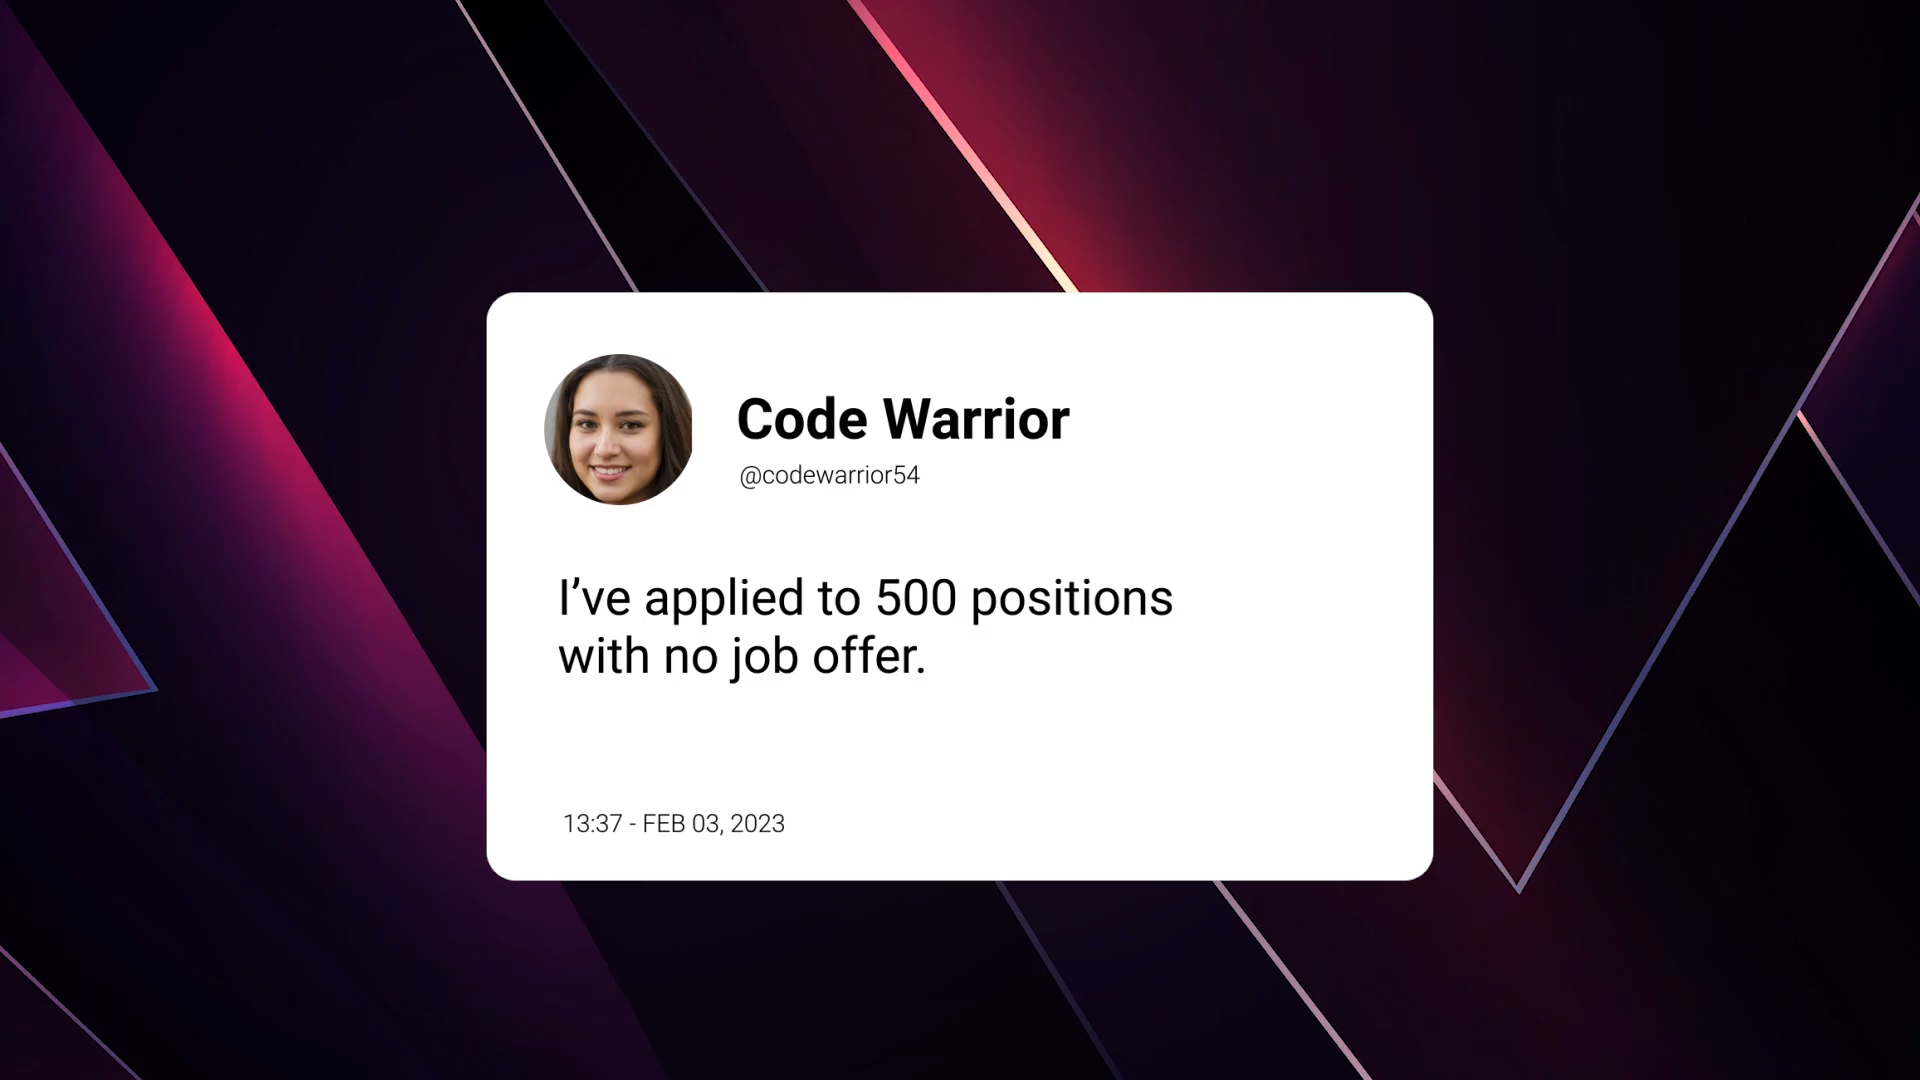 Code Warrior
@codewarrior54
I’ve applied to 500 positions
with no job offer.
13:37 - FEB 03, 2023